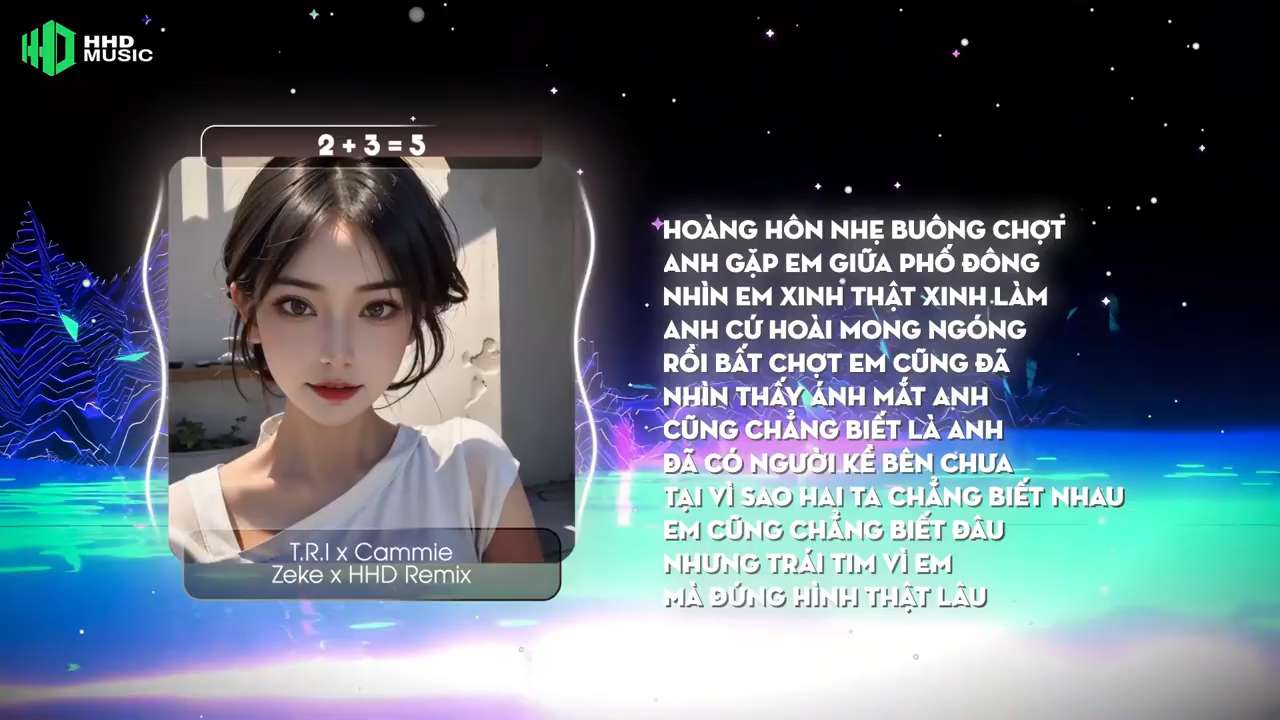 HHD
MUSIC
2 + 3 = 5
T.R.I x Cammie
Zeke x HHD Remix
HOÀNG HÔN NHẸ BUÔNG CHỢT
ANH GẶP EM GIỮA PHỐ ĐÔNG
NHÌN EM XINH THẬT XINH LÀM
ANH CỨ HOÀI MONG NGÓNG
RỒI BẤT CHỢT EM CŨNG ĐÃ
NHÌN THẤY ÁNH MẮT ANH
CŨNG CHẲNG BIẾT LÀ ANH
ĐÃ CÓ NGƯỜI KỀ BÊN CHƯA
TẠI VÌ SAO HAI TA CHẲNG BIẾT NHAU
EM CŨNG CHẲNG BIẾT ĐÂU
NHƯNG TRÁI TIM VÌ EM
MÀ ĐỨNG HÌNH THẬT LÂU